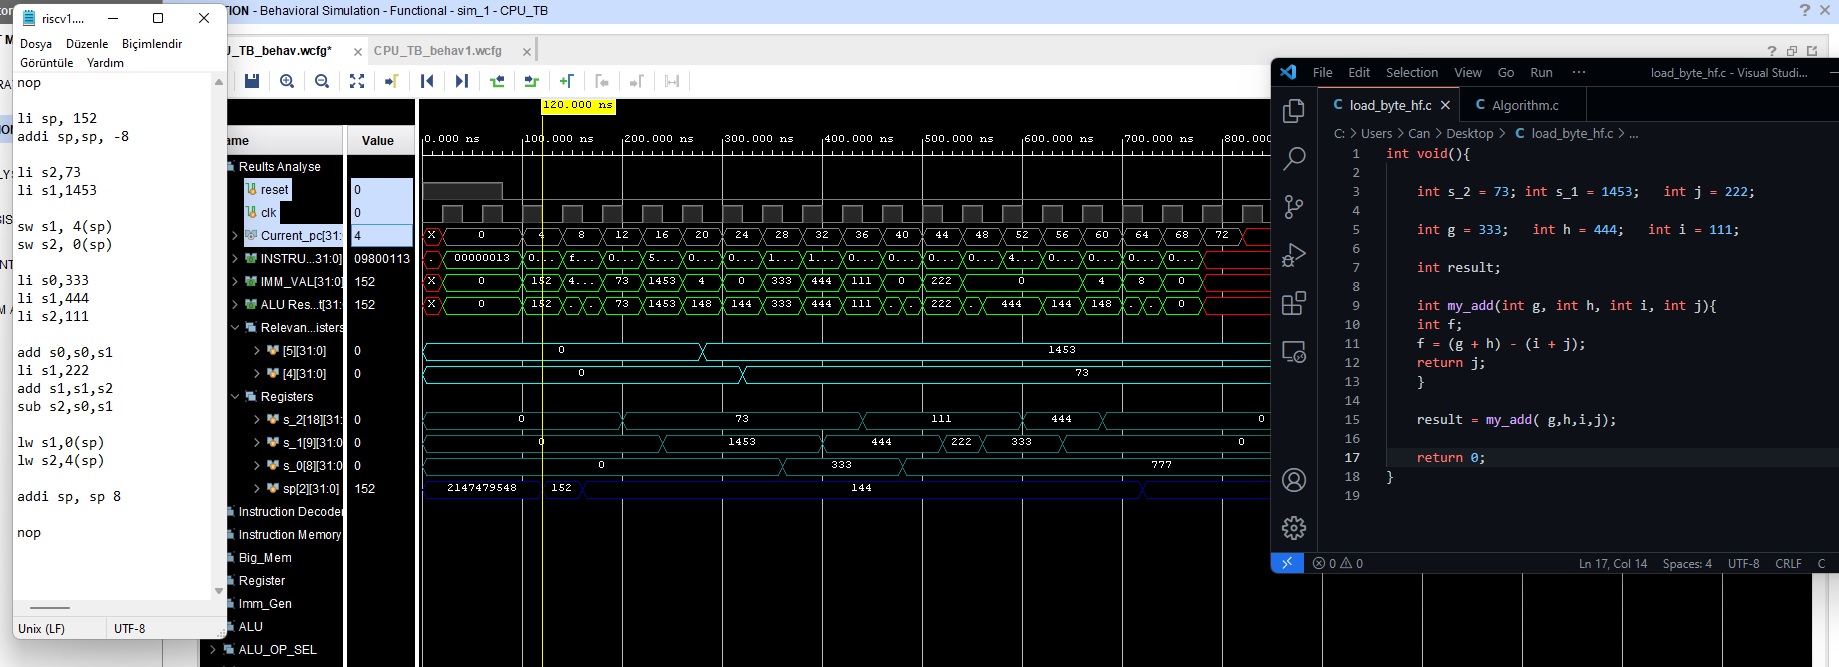 riscv1....
Dosya Düzenle Biçimlendir
Görüntüle Yardım
nop
li sp, 152
addi sp,sp, -8
li s2,73
li s1,1453
sw s1, 4(sp)
sw s2, 0(sp)
li s0,333
li s1,444
li s2,111
add s0,s0,s1
li s1,222
add s1,s1,s2
sub s2,s0,s1
lw s1,0(sp)
lw s2,4(sp)
addi sp, sp 8
nop
Unix (LF) UTF-8
TION - Behavioral Simulation - Functional - sim_1 - CPU_TB
U_TB_behav.wcfg* CPU_TB_behav1.wcfg
120.000 ns
ame Value
0.000 ns 100.000 ns 200.000 ns 300.000 ns 400.000 ns 500.000 ns 600.000 ns 700.000 ns 800.00
Reults Analyse
reset 0
clk 0
Current_pc[31: 4 X 0 4 8 12 16 20 24 28 32 36 40 44 48 52 56 60 64 68 72
INSTRU...31:0] 09800113 00000013 0... f... 0... 5... 0... 0... 1... 1... 0... 0... 0... 0... 4... 0... 0... 0... 0...
IMM_VAL[31:0] 152 X 0 152 4... 73 1453 4 0 333 444 111 0 222 0 4 8 0
ALU Res...t[31: 152 X 0 152 . . 73 1453 148 144 333 444 111 . . 222 . 444 144 148 . . 0
Relevan...isters
[5][31:0] 0 0 1453
[4][31:0] 0 0 73
Registers
s_2[18][31: 0 0 73 111 444 0
s_1[9][31:0 0 0 1453 444 222 333 0
s_0[8][31:0 0 0 333 777
sp[2][31:0] 152 2147479548 152 144
Instruction Decoder
Instruction Memory
Big_Mem
Register
Imm_Gen
ALU
ALU_OP_SEL
File Edit Selection View Go Run ··· load_byte_hf.c - Visual Studi...
C load_byte_hf.c C Algorithm.c
C: > Users > Can > Desktop > C load_byte_hf.c > ...
1 int void(){
2
3 int s_2 = 73; int s_1 = 1453; int j = 222;
4
5 int g = 333; int h = 444; int i = 111;
6
7 int result;
8
9 int my_add(int g, int h, int i, int j){
10 int f;
11 f = (g + h) - (i + j);
12 return j;
13 }
14
15 result = my_add( g,h,i,j);
16
17 return 0;
18 }
19
0 0 Ln 17, Col 14 Spaces: 4 UTF-8 CRLF C